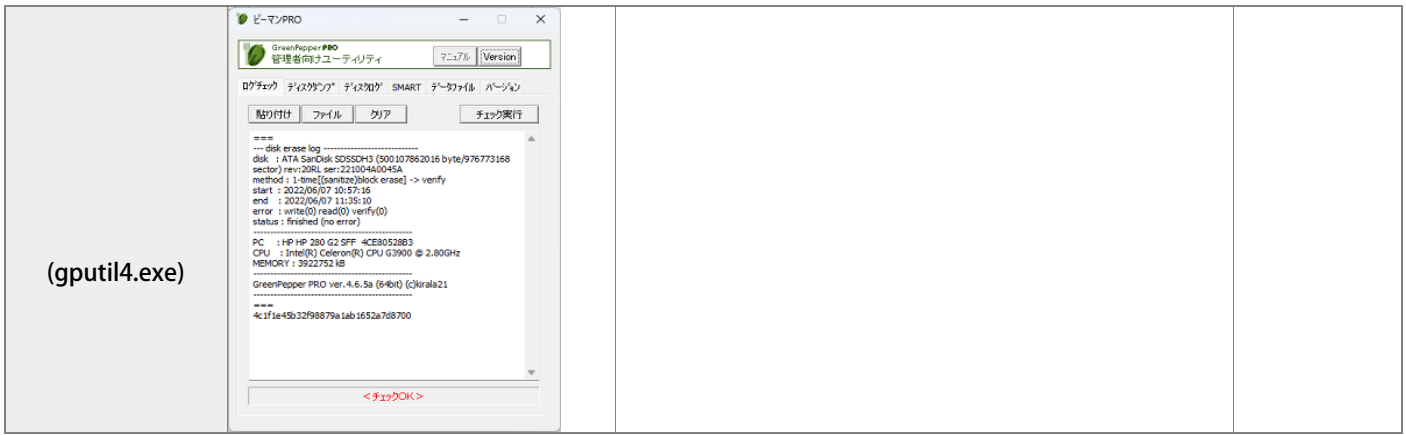 ピーマンPRO
GreenPepper PRO
管理者向けユーティリティ
マニュアル Version
ログチェック ディスクダンプ ディスクログ SMART データファイル バージョン
貼り付け ファイル クリア チェック実行
===
--- disk erase log ----------------------------
disk : ATA SanDisk SDSSDH3 (500107862016 byte/976773168
sector) rev:20RL ser:221004A0045A
method : 1-time[(sanitize)block erase] -> verify
start : 2022/06/07 10:57:16
end : 2022/06/07 11:35:10
error : write(0) read(0) verify(0)
status : finished (no error)
-----------------------------------------------
PC : HP HP 280 G2 SFF 4CE80528B3
CPU : Intel(R) Celeron(R) CPU G3900 @ 2.80GHz
MEMORY : 3922752 kB
-----------------------------------------------
GreenPepper PRO ver.4.6.5a (64bit) (c)kirala21
-----------------------------------------------
===
4c1f1e45b32f98879a1ab1652a7d8700
(gputil4.exe)
<チェックOK>